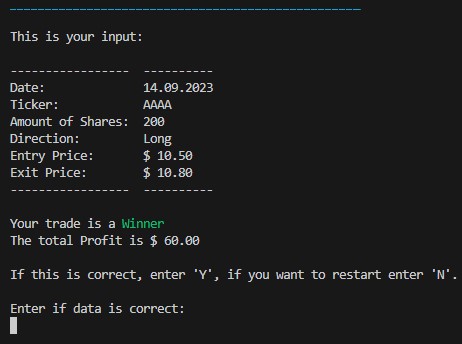 This is your input:
----------------- ----------
Date: 14.09.2023
Ticker: AAAA
Amount of Shares: 200
Direction: Long
Entry Price: $ 10.50
Exit Price: $ 10.80
----------------- ----------
Your trade is a Winner
The total Profit is $ 60.00
If this is correct, enter 'Y', if you want to restart enter 'N'.
Enter if data is correct: